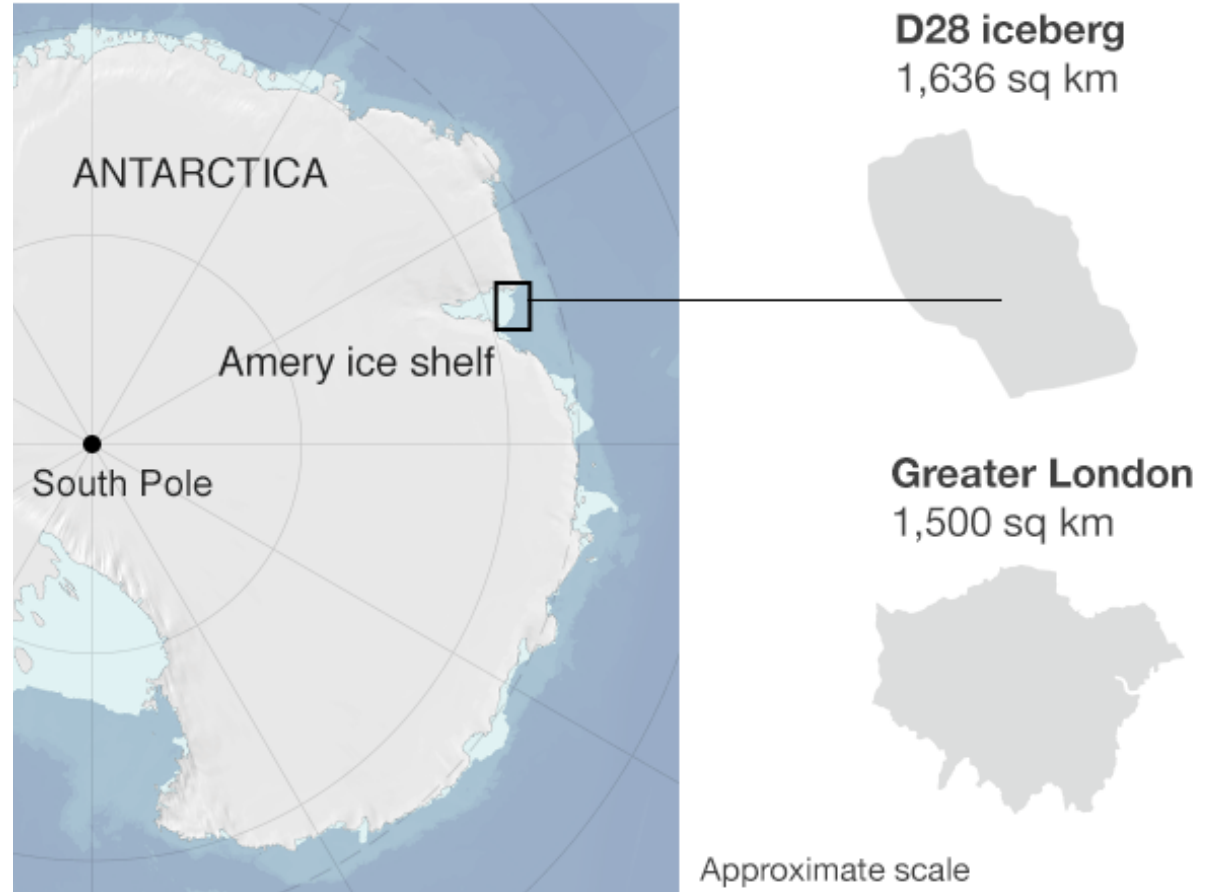 ANTARCTICA
Amery ice shelf
South Pole
D28 iceberg
1,636 sq km
Greater London
1,500 sq km
Approximate scale